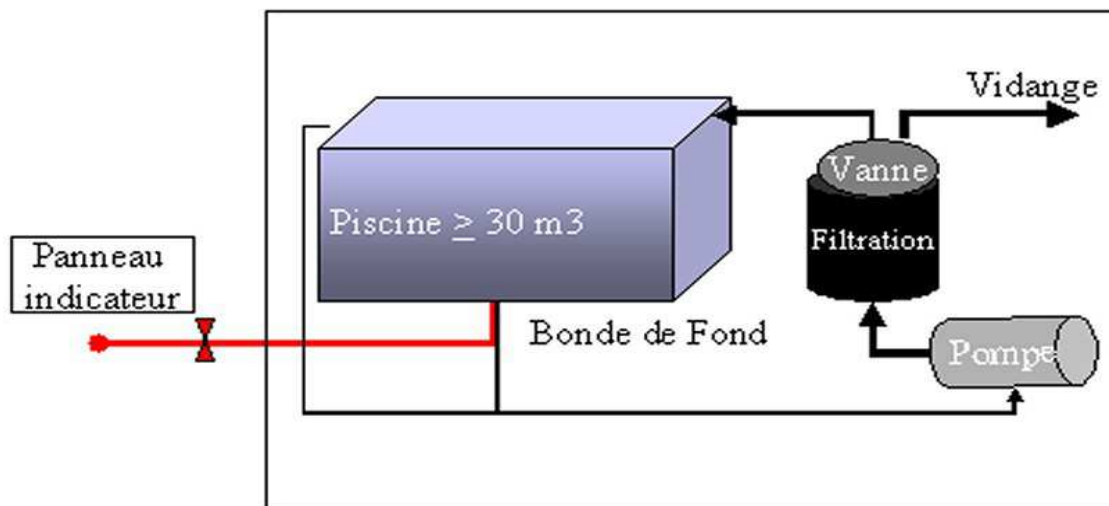 Vidange
Vanne
Piscine ≥ 30 m3
Filtration
Panneau
indicateur
Bonde de Fond
Pompe